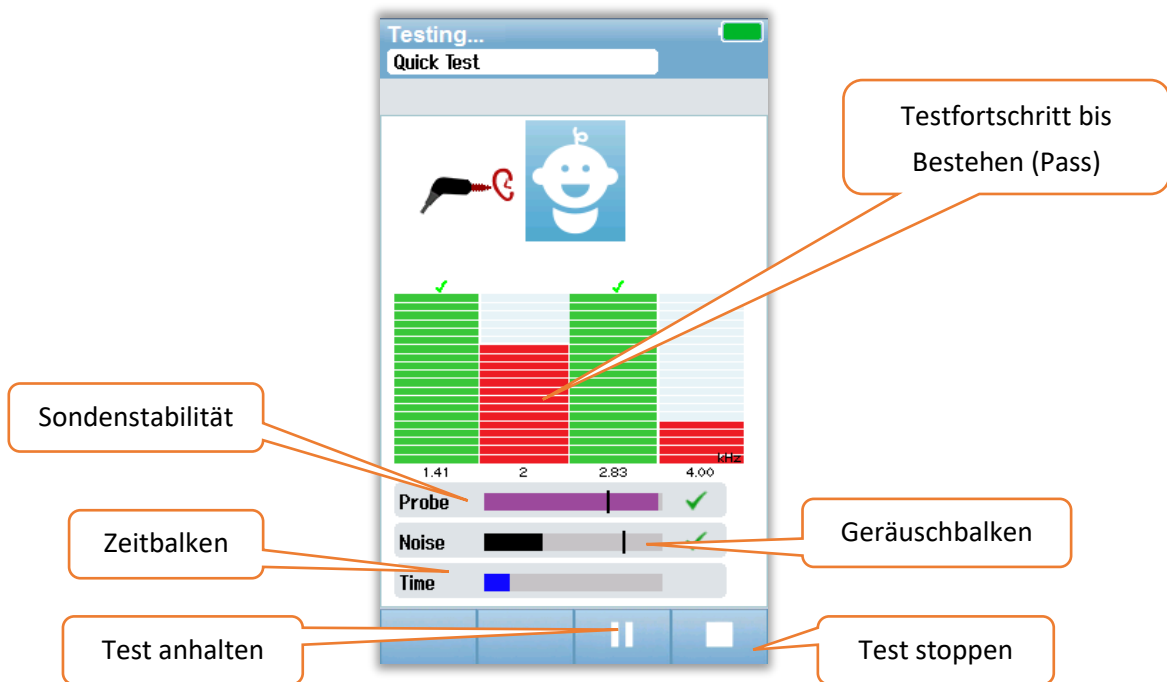 Testing...
Quick Test
Testfortschritt bis
Bestehen (Pass)
kHz
1.41 2 2.83 4.00
Sondenstabilität
Probe
Zeitbalken
Noise
Geräuschbalken
Time
Test anhalten
Test stoppen